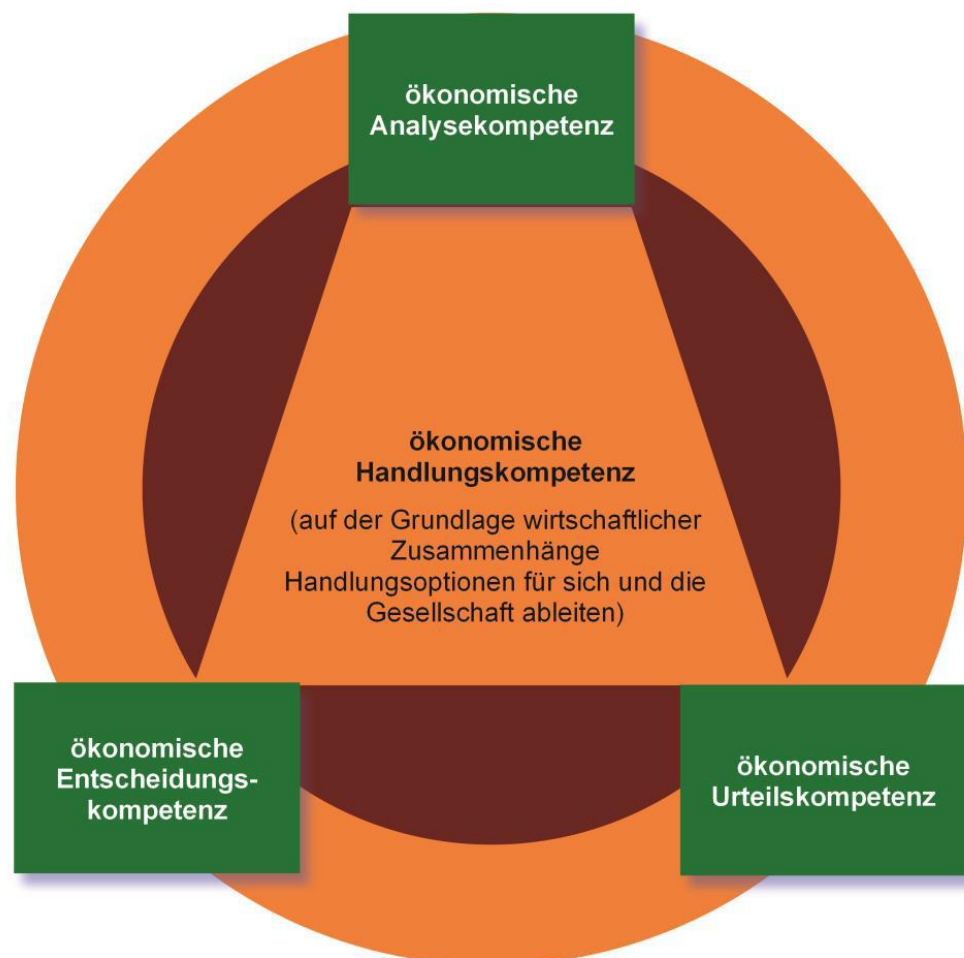 ökonomische
Analysekompetenz
ökonomische
Handlungskompetenz
(auf der Grundlage wirtschaftlicher
Zusammenhänge
Handlungsoptionen für sich und die
Gesellschaft ableiten)
ökonomische
Entscheidungs-
kompetenz
ökonomische
Urteilskompetenz